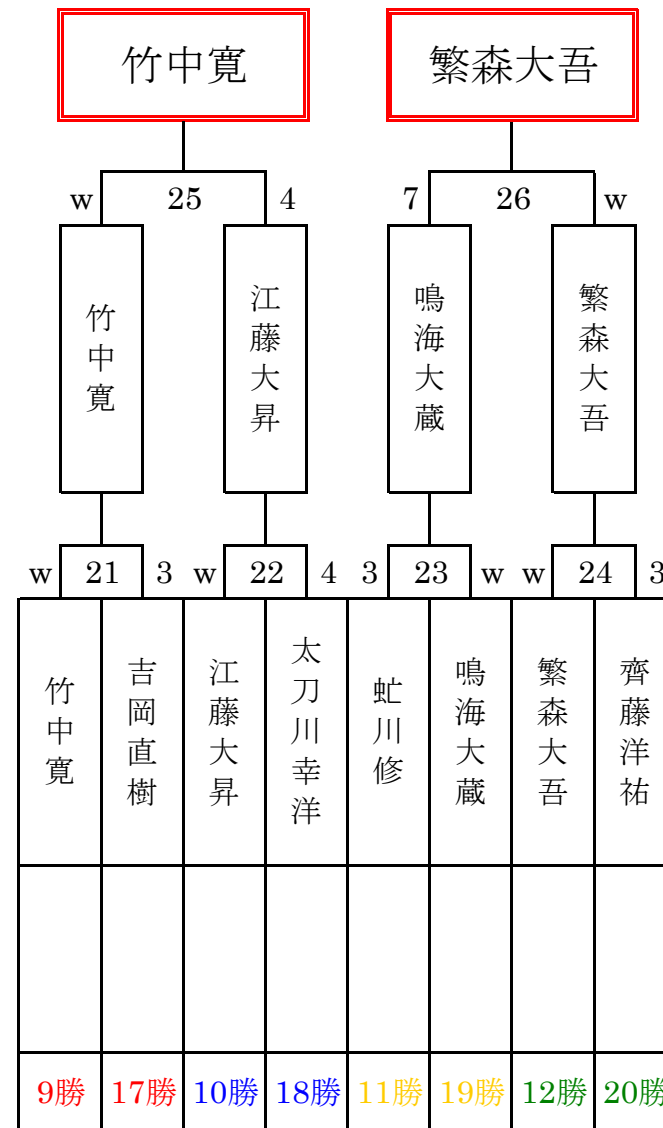 竹中寛
繁森大吾
w 25 4
7 26 w
竹中寛
江藤大昇
鳴海大蔵
繁森大吾
w 21 3
w 22 4
3 23 w
w 24 3
竹中寛
吉岡直樹
江藤大昇
太刀川幸洋
虻川修
鳴海大蔵
繁森大吾
齊藤洋祐
9勝 17勝 10勝 18勝 11勝 19勝 12勝 20勝